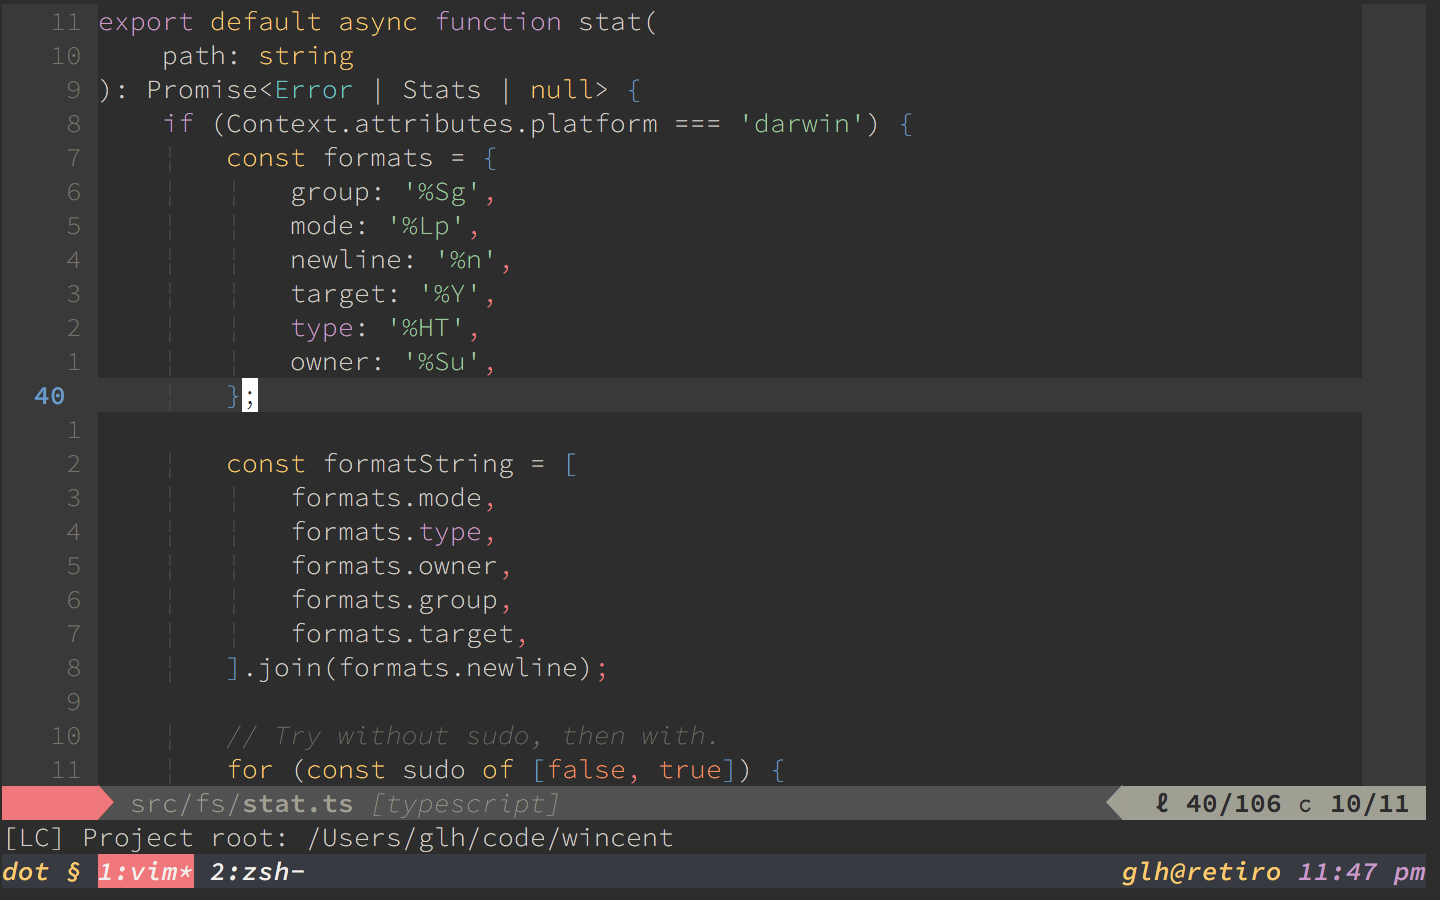 11 export default async function stat(
10     path: string
9 ): Promise<Error | Stats | null> {
8     if (Context.attributes.platform === 'darwin') {
7         const formats = {
6             group: '%Sg',
5             mode: '%Lp',
4             newline: '%n',
3             target: '%Y',
2             type: '%HT',
1             owner: '%Su',
40         };
1
2         const formatString = [
3             formats.mode,
4             formats.type,
5             formats.owner,
6             formats.group,
7             formats.target,
8         ].join(formats.newline);
9
10         // Try without sudo, then with.
11         for (const sudo of [false, true]) {
src/fs/stat.ts [typescript] ℓ 40/106 c 10/11
[LC] Project root: /Users/glh/code/wincent
dot § 1:vim* 2:zsh- glh@retiro 11:47 pm